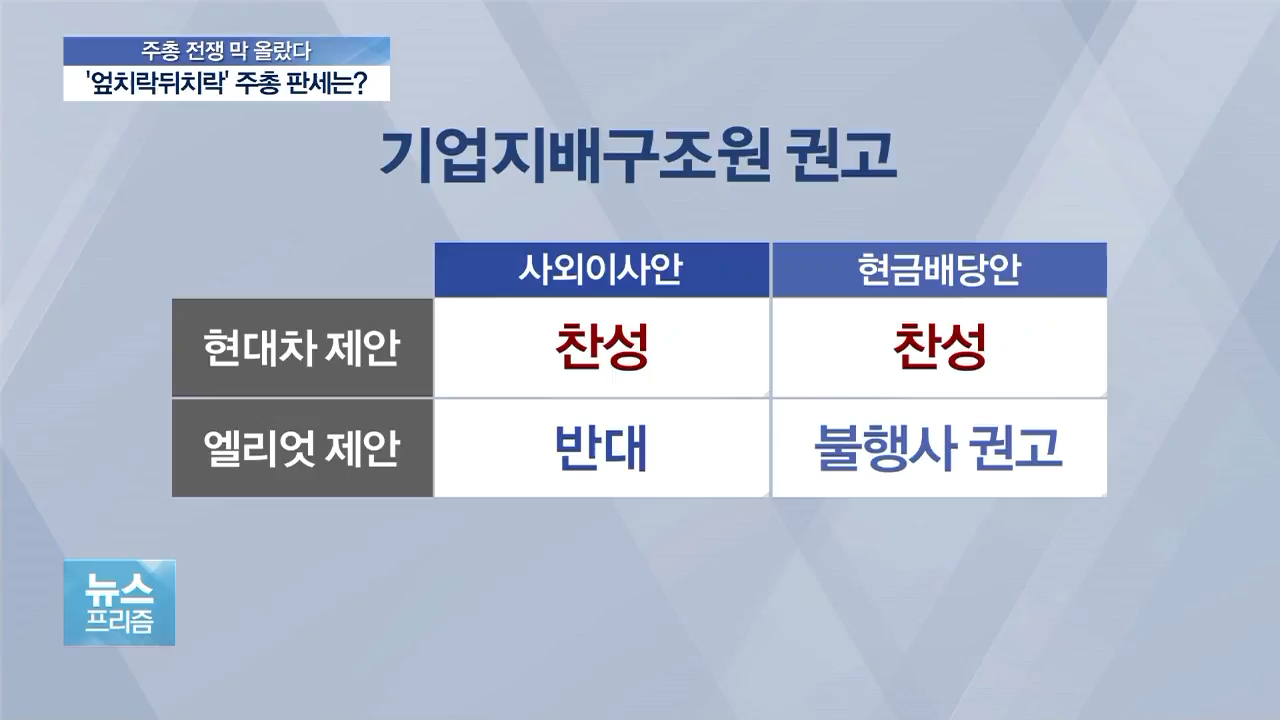 주총 전쟁 막 올랐다
'엎치락뒤치락' 주총 판세는?
기업지배구조원 권고
사외이사안 현금배당안
현대차 제안 찬성 찬성
엘리엇 제안 반대 불행사 권고
뉴스
프리즘